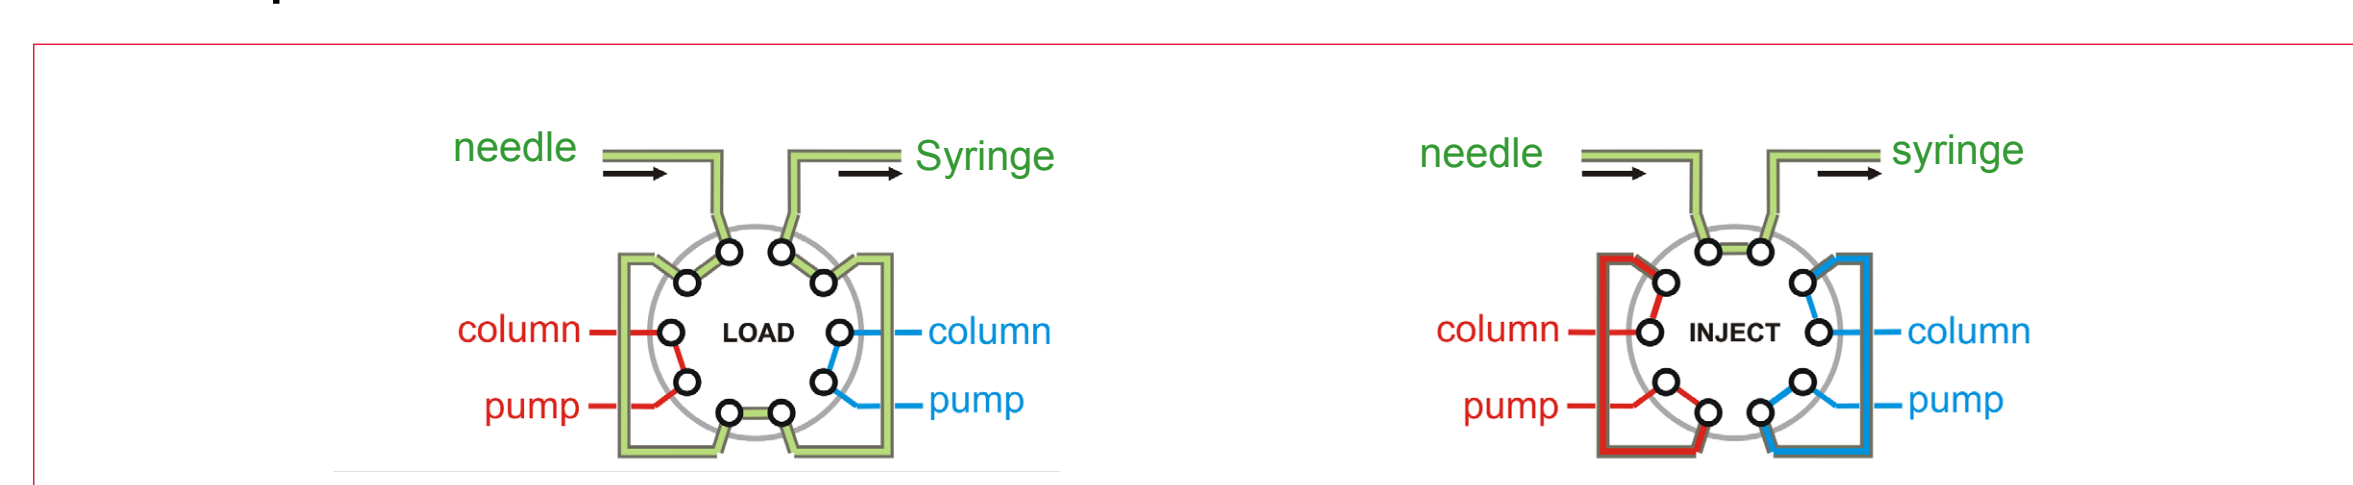 needle
Syringe
column
LOAD
column
pump
pump
needle
syringe
column
INJECT
column
pump
pump